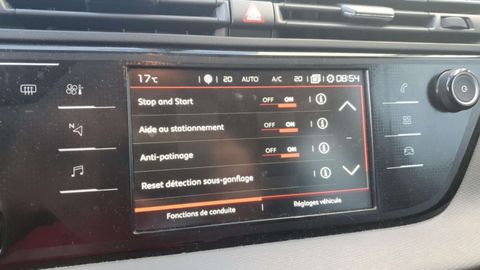 17°C 20 AUTO A/C 20 08:54
Stop and Start OFF ON
Aide au stationnement OFF ON
Anti-patinage OFF ON
Reset détection sous-gonflage
Fonctions de conduite Réglages véhicule
N